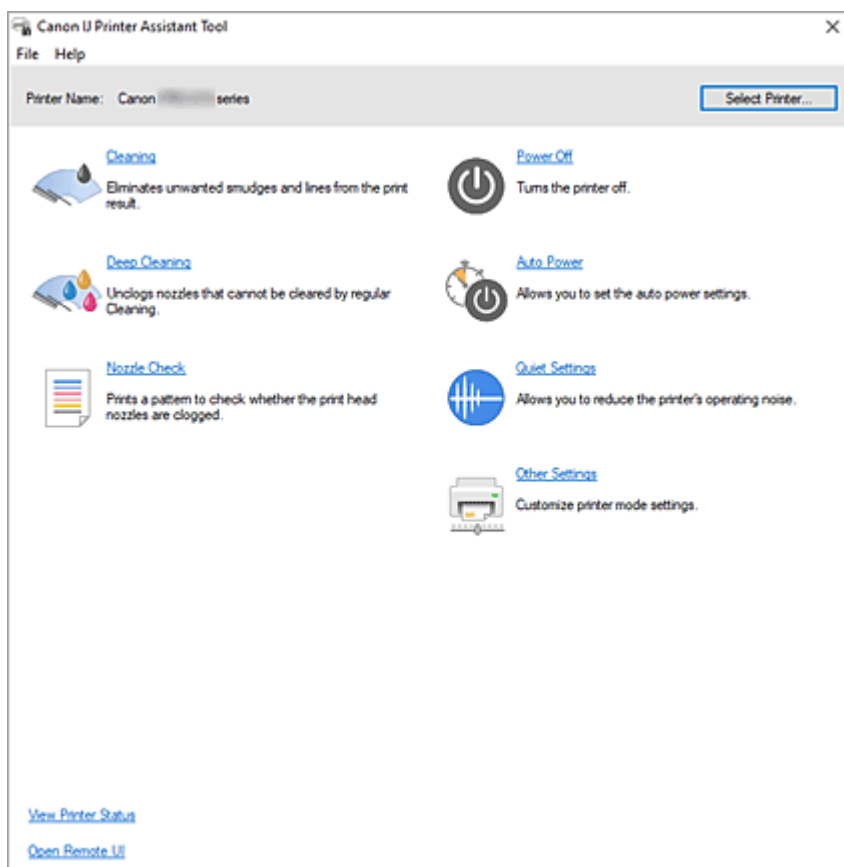 Canon IJ Printer Assistant Tool
File Help
Printer Name: Canon series
Select Printer...
Cleaning
Eliminates unwanted smudges and lines from the print
result.
Deep Cleaning
Unclogs nozzles that cannot be cleared by regular
Cleaning.
Nozzle Check
Prints a pattern to check whether the print head
nozzles are clogged.
Power Off
Turns the printer off.
Auto Power
Allows you to set the auto power settings.
Quiet Settings
Allows you to reduce the printer's operating noise.
Other Settings
Customize printer mode settings.
View Printer Status
Open Remote UI